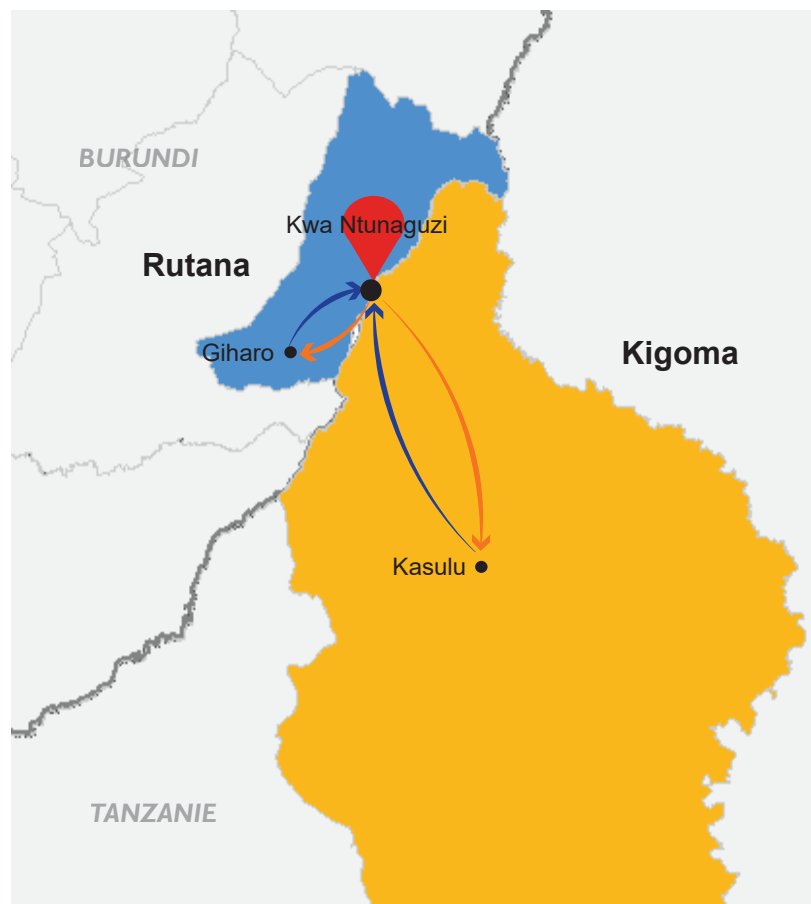 BURUNDI
Kwa Ntunaguzi
Rutana
Kigoma
Giharo
Kasulu
TANZANIE